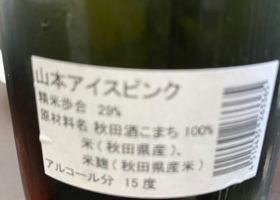 山本アイスピンク
精米歩合 29%
原材料名 秋田酒こまち 100%
米(秋田県産)、
米麹(秋田県産米)
アルコール分 15度